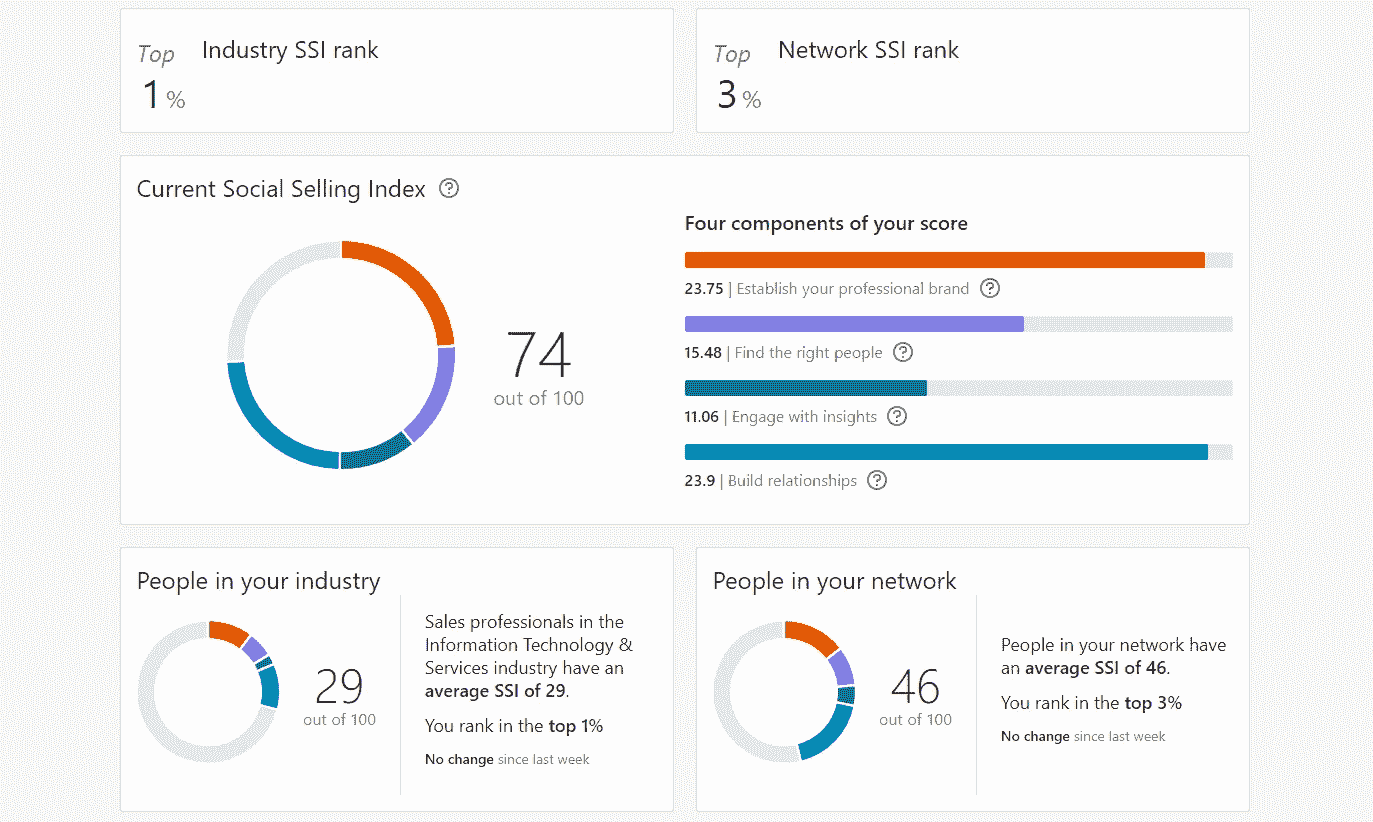 Top Industry SSI rank
1 %
Top Network SSI rank
3 %
Current Social Selling Index ?
74
out of 100
Four components of your score
23.75 | Establish your professional brand ?
15.48 | Find the right people ?
11.06 | Engage with insights ?
23.9 | Build relationships ?
People in your industry
29
out of 100
Sales professionals in the
Information Technology &
Services industry have an
average SSI of 29.
You rank in the top 1%
No change since last week
People in your network
46
out of 100
People in your network have
an average SSI of 46.
You rank in the top 3%
No change since last week